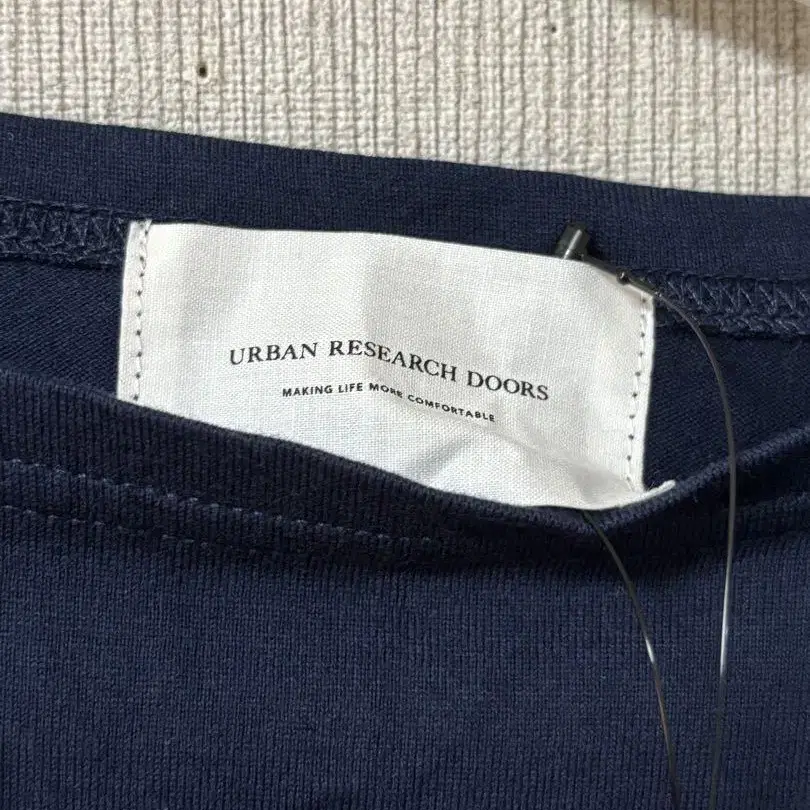 URBAN RESEARCH DOORS
MAKING LIFE MORE COMFORTABLE